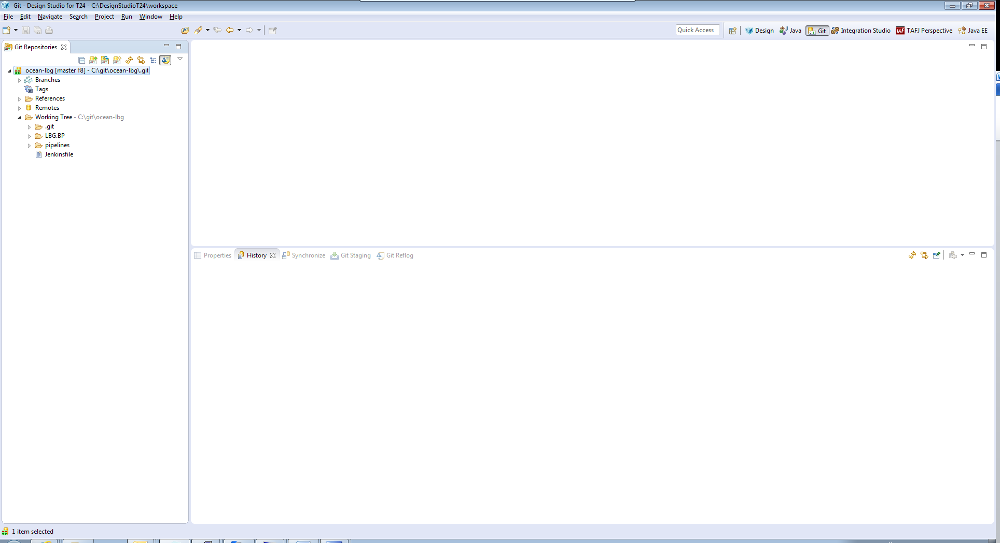 Git - Design Studio for T24 - C:\DesignStudioT24\workspace
File Edit Navigate Search Project Run Window Help
Quick Access Design Java Git Integration Studio TAFJ Perspective Java EE
Git Repositories
ocean-lbg [master ↑8] - C:\git\ocean-lbg\.git
Branches
Tags
References
Remotes
Working Tree - C:\git\ocean-lbg
.git
LBG.BP
pipelines
Jenkinsfile
Properties History Synchronize Git Staging Git Reflog
1 item selected